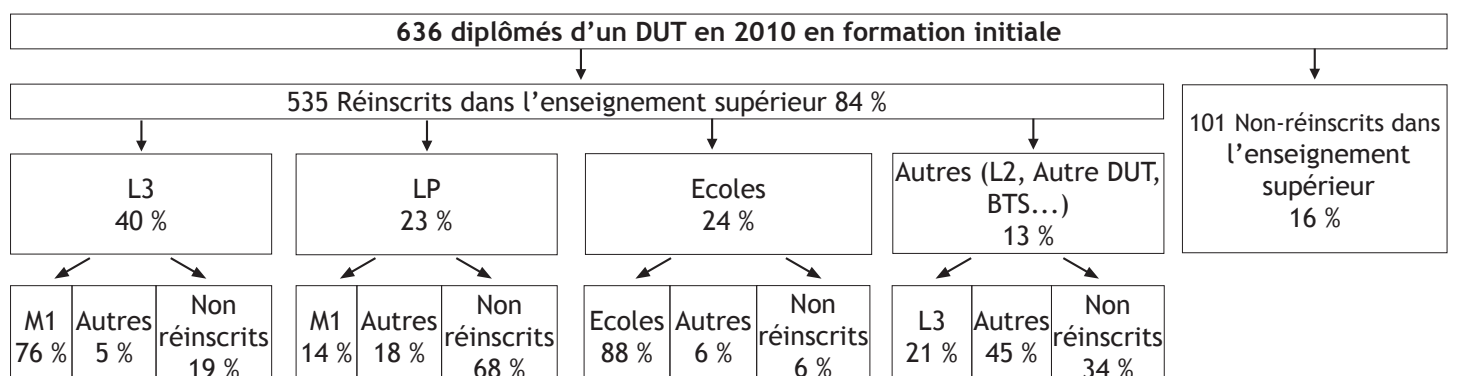 636 diplômés d’un DUT en 2010 en formation initiale
535 Réinscrits dans l’enseignement supérieur 84 %
101 Non-réinscrits dans
l’enseignement
supérieur
16 %
L3
40 %
LP
23 %
Ecoles
24 %
Autres (L2, Autre DUT,
BTS...)
13 %
M1
76 %
Autres
5 %
Non
réinscrits
19 %
M1
14 %
Autres
18 %
Non
réinscrits
68 %
Ecoles
88 %
Autres
6 %
Non
réinscrits
6 %
L3
21 %
Autres
45 %
Non
réinscrits
34 %